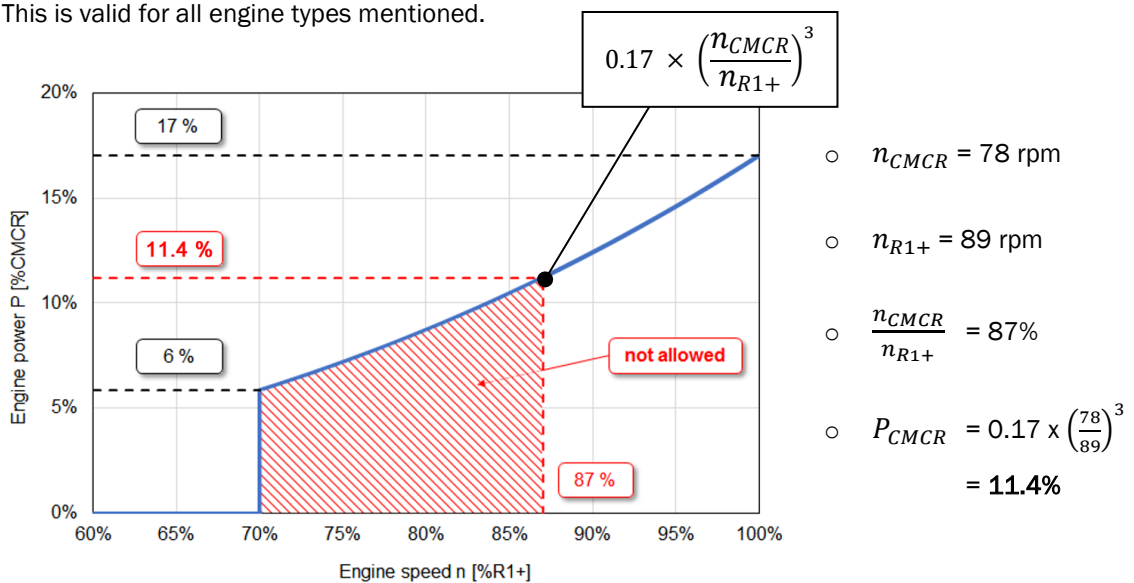 This is valid for all engine types mentioned.
0.17 × (n_CMCR / n_R1+)^3
20%
17 %
15%
11.4 %
10%
6 %
not allowed
5%
87 %
0%
60% 65% 70% 75% 80% 85% 90% 95% 100%
Engine power P [%CMCR]
Engine speed n [%R1+]
○ n_CMCR = 78 rpm
○ n_R1+ = 89 rpm
○ n_CMCR / n_R1+ = 87%
○ P_CMCR = 0.17 x (78/89)^3
= 11.4%